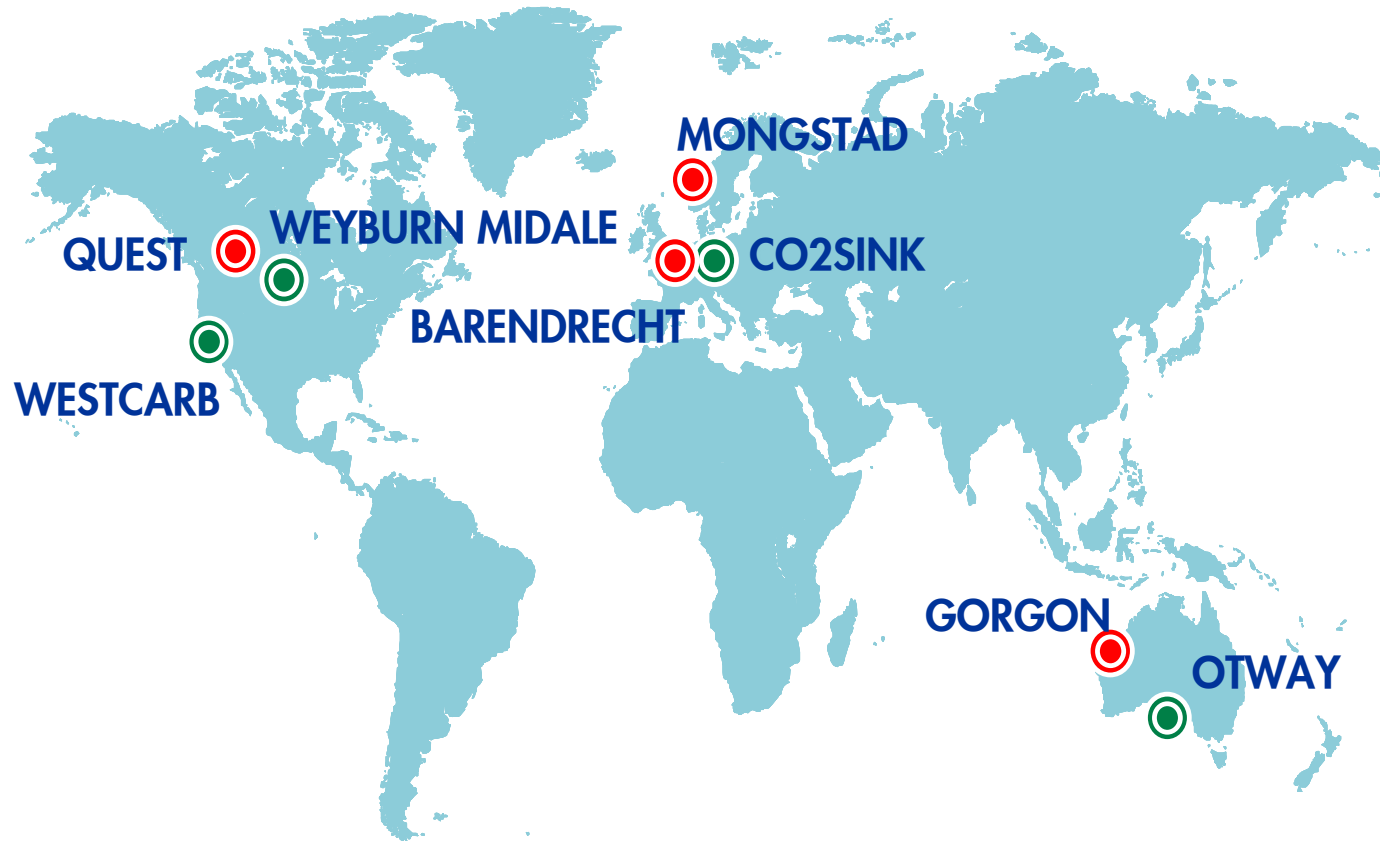 MONGSTAD
WEYBURN MIDALE
QUEST
CO2SINK
BARENDRECHT
WESTCARB
GORGON
OTWAY